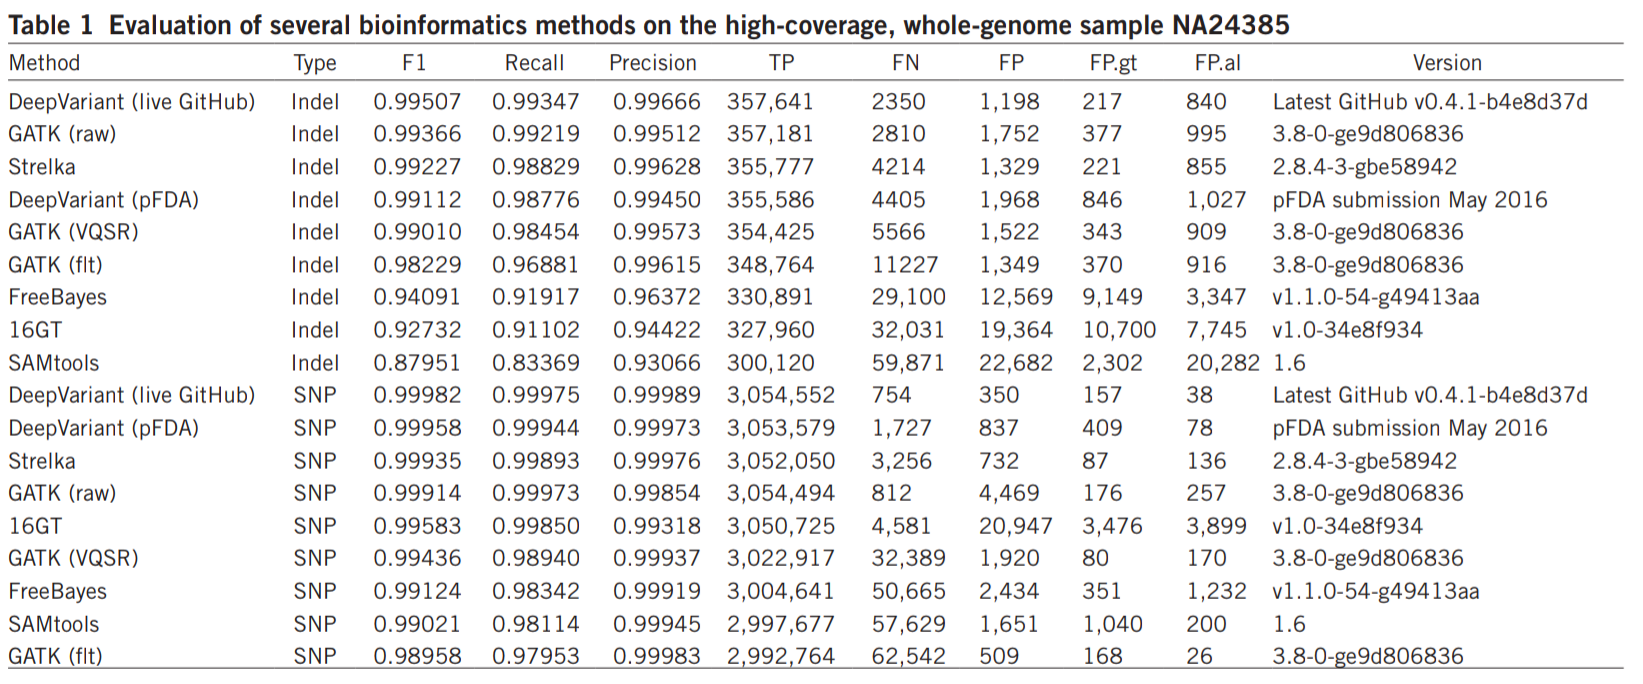 Table 1 Evaluation of several bioinformatics methods on the high-coverage, whole-genome sample NA24385
Method Type F1 Recall Precision TP FN FP FP.gt FP.al Version
DeepVariant (live GitHub) Indel 0.99507 0.99347 0.99666 357,641 2350 1,198 217 840 Latest GitHub v0.4.1-b4e8d37d
GATK (raw) Indel 0.99366 0.99219 0.99512 357,181 2810 1,752 377 995 3.8-0-ge9d806836
Strelka Indel 0.99227 0.98829 0.99628 355,777 4214 1,329 221 855 2.8.4-3-gbe58942
DeepVariant (pFDA) Indel 0.99112 0.98776 0.99450 355,586 4405 1,968 846 1,027 pFDA submission May 2016
GATK (VQSR) Indel 0.99010 0.98454 0.99573 354,425 5566 1,522 343 909 3.8-0-ge9d806836
GATK (flt) Indel 0.98229 0.96881 0.99615 348,764 11227 1,349 370 916 3.8-0-ge9d806836
FreeBayes Indel 0.94091 0.91917 0.96372 330,891 29,100 12,569 9,149 3,347 v1.1.0-54-g49413aa
16GT Indel 0.92732 0.91102 0.94422 327,960 32,031 19,364 10,700 7,745 v1.0-34e8f934
SAMtools Indel 0.87951 0.83369 0.93066 300,120 59,871 22,682 2,302 20,282 1.6
DeepVariant (live GitHub) SNP 0.99982 0.99975 0.99989 3,054,552 754 350 157 38 Latest GitHub v0.4.1-b4e8d37d
DeepVariant (pFDA) SNP 0.99958 0.99944 0.99973 3,053,579 1,727 837 409 78 pFDA submission May 2016
Strelka SNP 0.99935 0.99893 0.99976 3,052,050 3,256 732 87 136 2.8.4-3-gbe58942
GATK (raw) SNP 0.99914 0.99973 0.99854 3,054,494 812 4,469 176 257 3.8-0-ge9d806836
16GT SNP 0.99583 0.99850 0.99318 3,050,725 4,581 20,947 3,476 3,899 v1.0-34e8f934
GATK (VQSR) SNP 0.99436 0.98940 0.99937 3,022,917 32,389 1,920 80 170 3.8-0-ge9d806836
FreeBayes SNP 0.99124 0.98342 0.99919 3,004,641 50,665 2,434 351 1,232 v1.1.0-54-g49413aa
SAMtools SNP 0.99021 0.98114 0.99945 2,997,677 57,629 1,651 1,040 200 1.6
GATK (flt) SNP 0.98958 0.97953 0.99983 2,992,764 62,542 509 168 26 3.8-0-ge9d806836